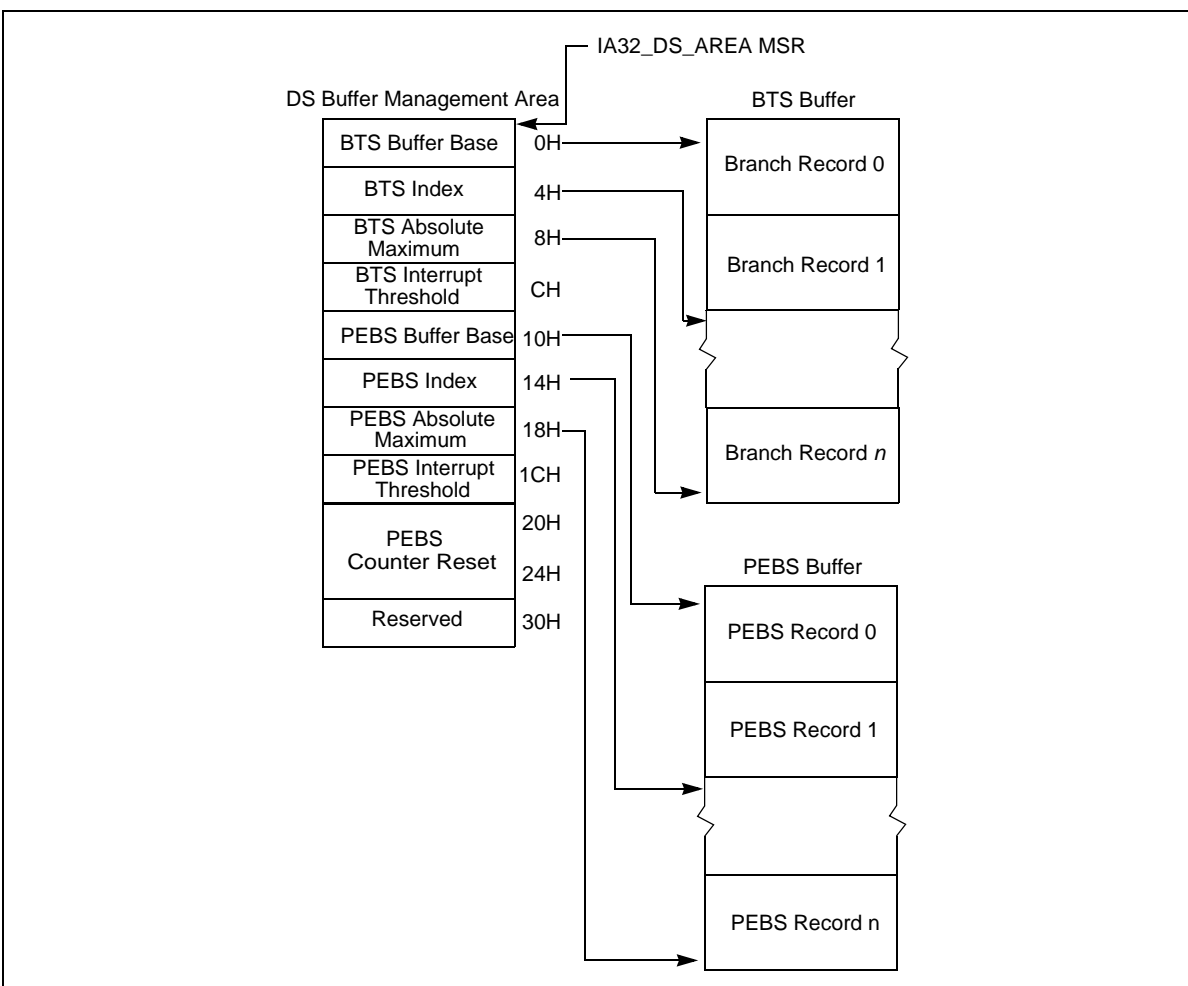 IA32_DS_AREA MSR
DS Buffer Management Area
BTS Buffer Base
0H
BTS Index
4H
BTS Absolute
Maximum
8H
BTS Interrupt
Threshold
CH
PEBS Buffer Base
10H
PEBS Index
14H
PEBS Absolute
Maximum
18H
PEBS Interrupt
Threshold
1CH
PEBS
Counter Reset
20H
24H
Reserved
30H
BTS Buffer
Branch Record 0
Branch Record 1
Branch Record n
PEBS Buffer
PEBS Record 0
PEBS Record 1
PEBS Record n